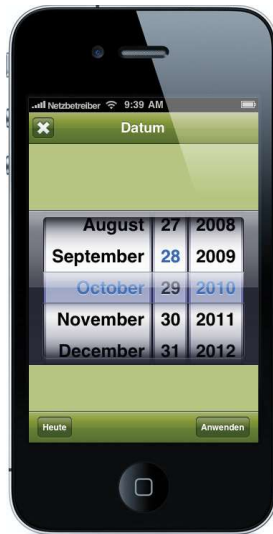 Netzbetreiber 9:39 AM
Datum
August 27 2008
September 28 2009
October 29 2010
November 30 2011
December 31 2012
Heute Anwenden